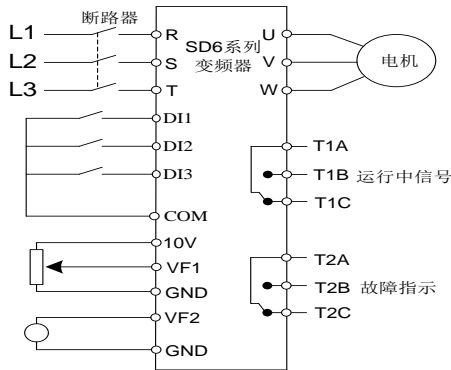 断路器
L1
R
U
L2
S
SD6系列
变频器
V
电机
L3
T
W
DI1
DI2
DI3
COM
10V
VF1
GND
VF2
GND
T1A
T1B 运行中信号
T1C
T2A
T2B 故障指示
T2C